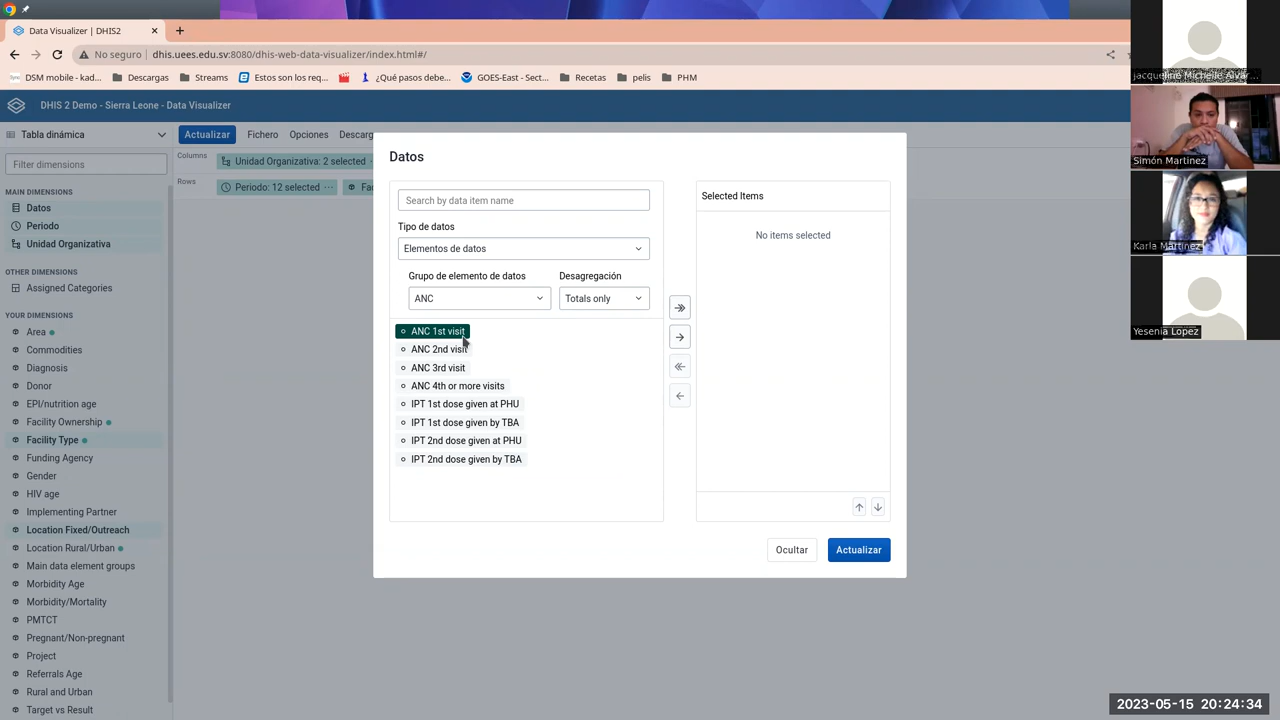 Data Visualizer | DHIS2
No seguro
dhis.uees.edu.sv:8080/dhis-web-data-visualizer/index.html#/
DSM mobile - kad...
Descargas
Streams
Estos son los req...
¿Qué pasos debe...
GOES-East - Sect...
Recetas
pelis
PHM
DHIS 2 Demo - Sierra Leone - Data Visualizer
Tabla dinámica
Actualizar
Fichero
Opciones
Descarg
Filter dimensions
Columns
Unidad Organizativa: 2 selected
Rows
Periodo: 12 selected
Fac
MAIN DIMENSIONS
Datos
Periodo
Unidad Organizativa
OTHER DIMENSIONS
Assigned Categories
YOUR DIMENSIONS
Area
Commodities
Diagnosis
Donor
EPI/nutrition age
Facility Ownership
Facility Type
Funding Agency
Gender
HIV age
Implementing Partner
Location Fixed/Outreach
Location Rural/Urban
Main data element groups
Morbidity Age
Morbidity/Mortality
PMTCT
Pregnant/Non-pregnant
Project
Referrals Age
Rural and Urban
Target vs Result
Datos
Search by data item name
Tipo de datos
Elementos de datos
Grupo de elemento de datos
Desagregación
ANC
Totals only
ANC 1st visit
ANC 2nd visit
ANC 3rd visit
ANC 4th or more visits
IPT 1st dose given at PHU
IPT 1st dose given by TBA
IPT 2nd dose given at PHU
IPT 2nd dose given by TBA
Selected Items
No items selected
Ocultar
Actualizar
Jacqueline Michelle Alvar...
Simón Martinez
Karla Martinez
Yesenia Lopez
2023-05-15 20:24:34